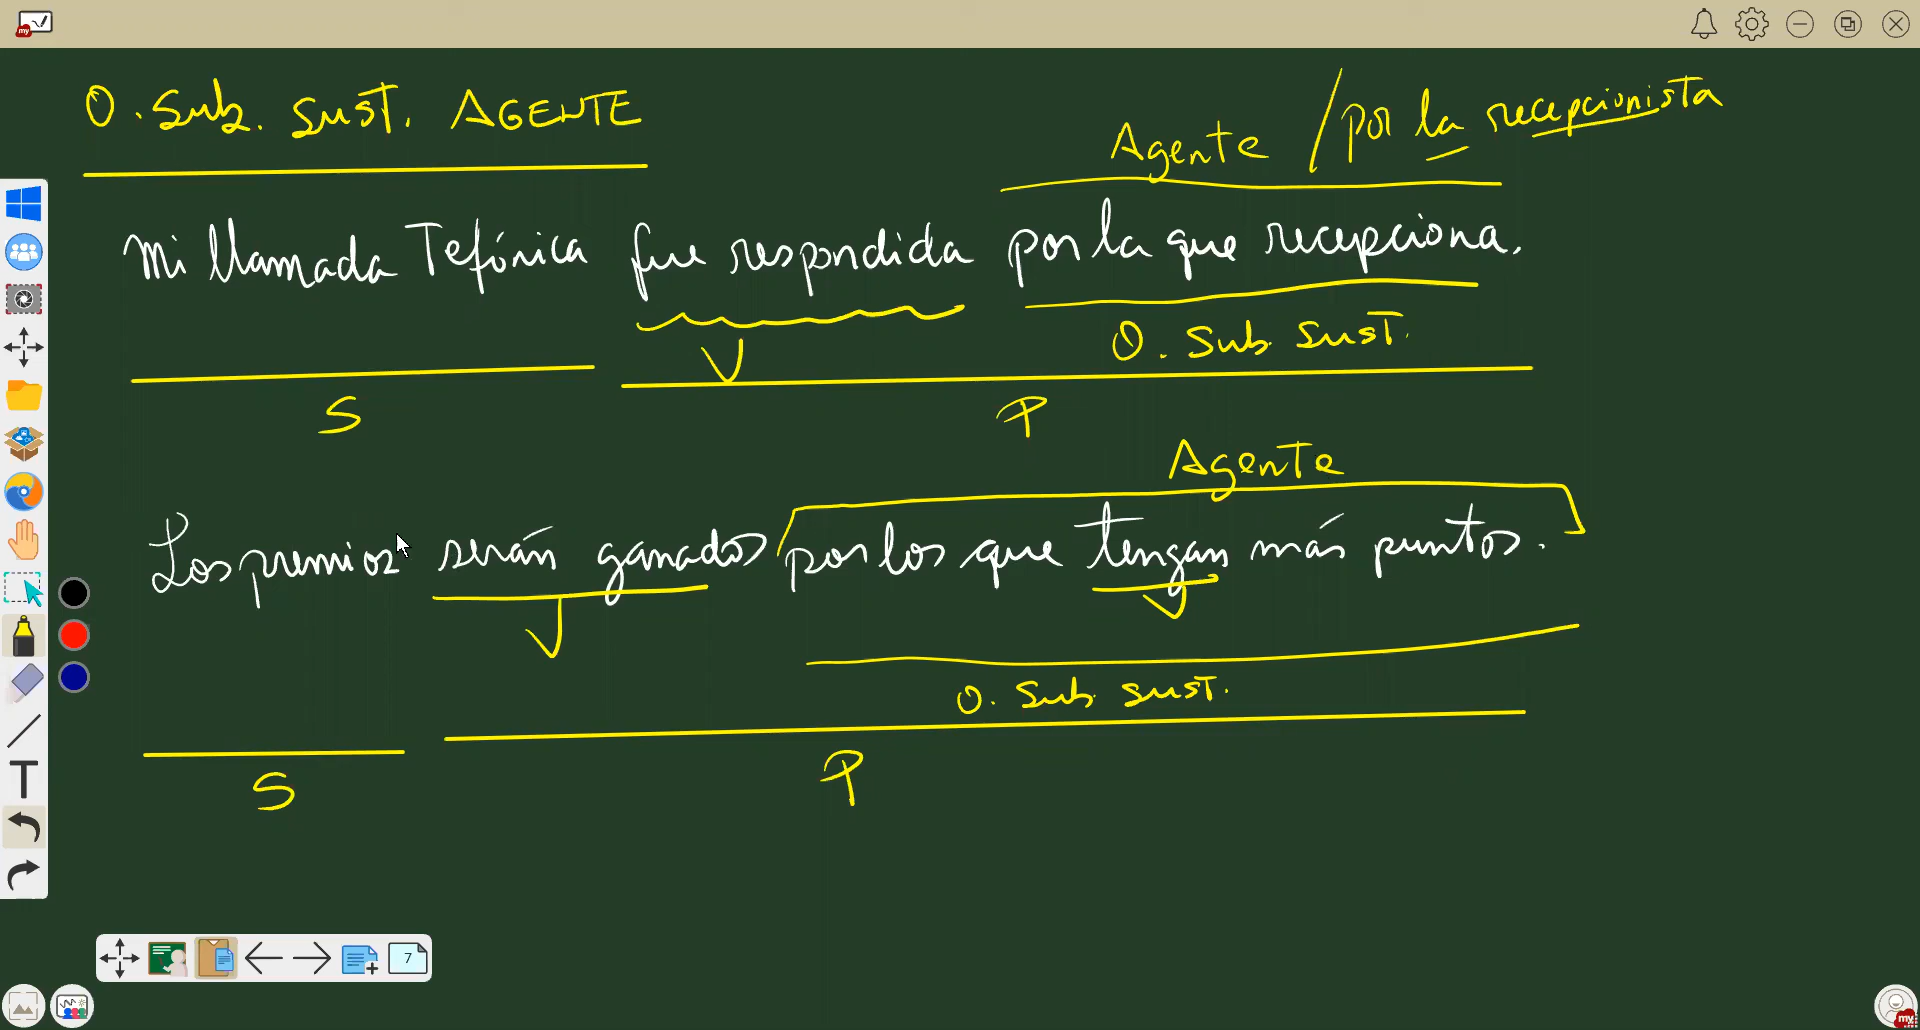 O. Sub. Sust. AGENTE
Agente / por la recepcionista
Mi llamada Tefónica fue respondida por la que recepciona.
O. Sub. Sust.
V
S
P
Agente
Los premios serán ganados por los que tengan más puntos.
V
V
O. Sub. Sust.
S
P
7